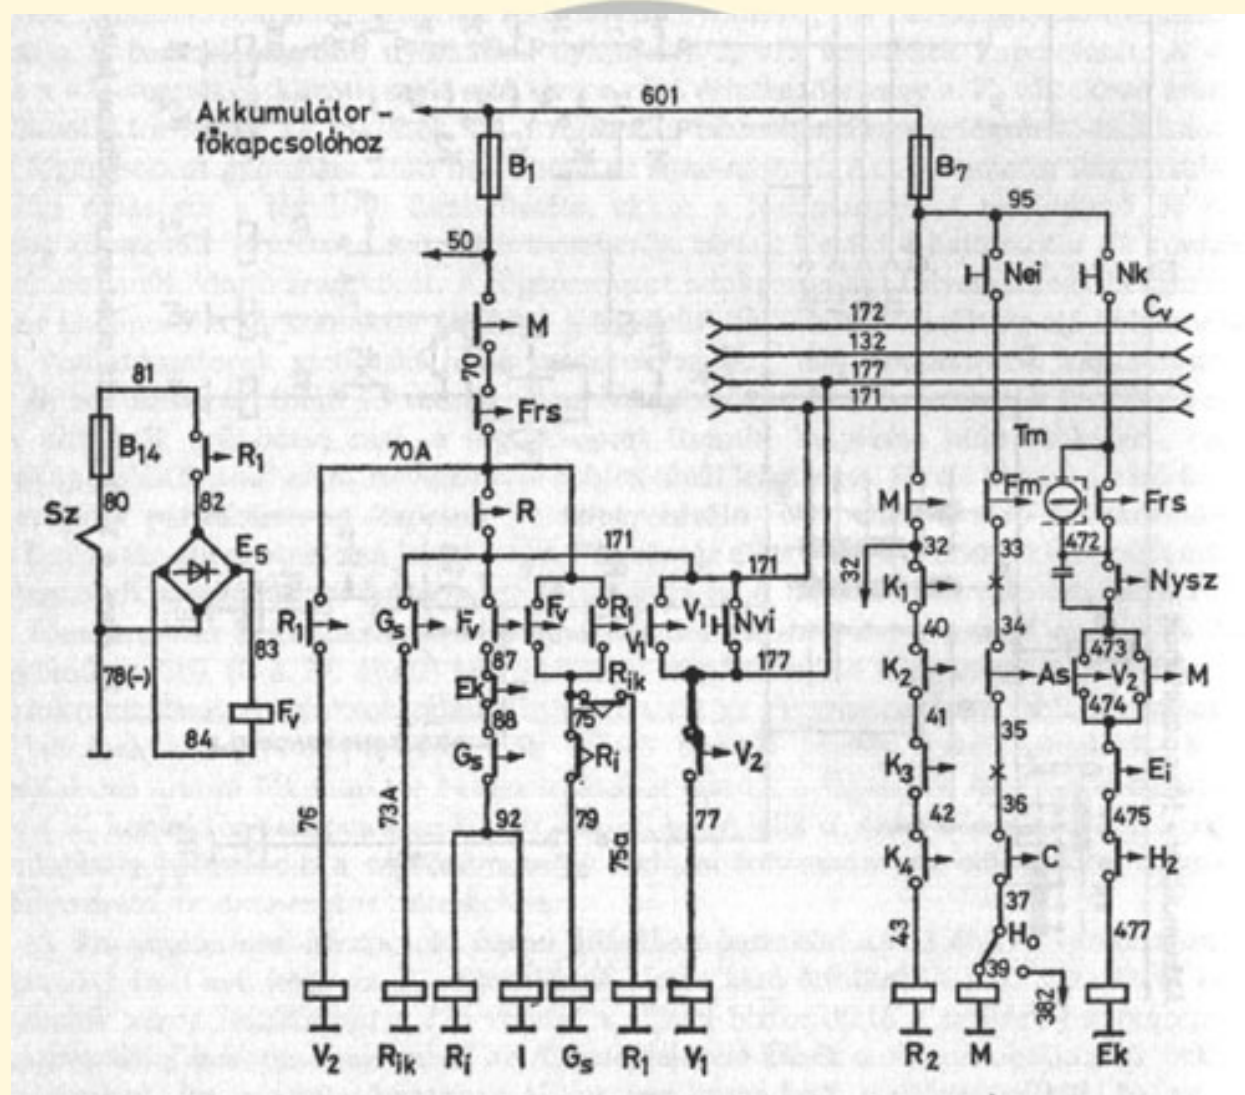 601
Akkumulátor-
főkapcsolóhoz
B1
B7
95
50
Nei
Nk
M
172
Cv
132
70
177
171
81
Frs
B14
R1
70A
Tm
80
82
M
Fm
Frs
Sz
R
E5
171
171
32
32
33
472
K1
Nysz
R1
Gs
Fv
Fv
R1
V1
V1
Nvi
40
34
83
87
177
473
78(-)
Ek
Rik
K2
As
V2
M
Fv
88
75
41
35
474
84
Gs
Ri
V2
K3
Ei
76
73A
92
79
75a
77
42
36
475
K4
C
H2
37
43
H
477
39
382
V2
Rik
Ri
I
Gs
R1
V1
R2
M
Ek